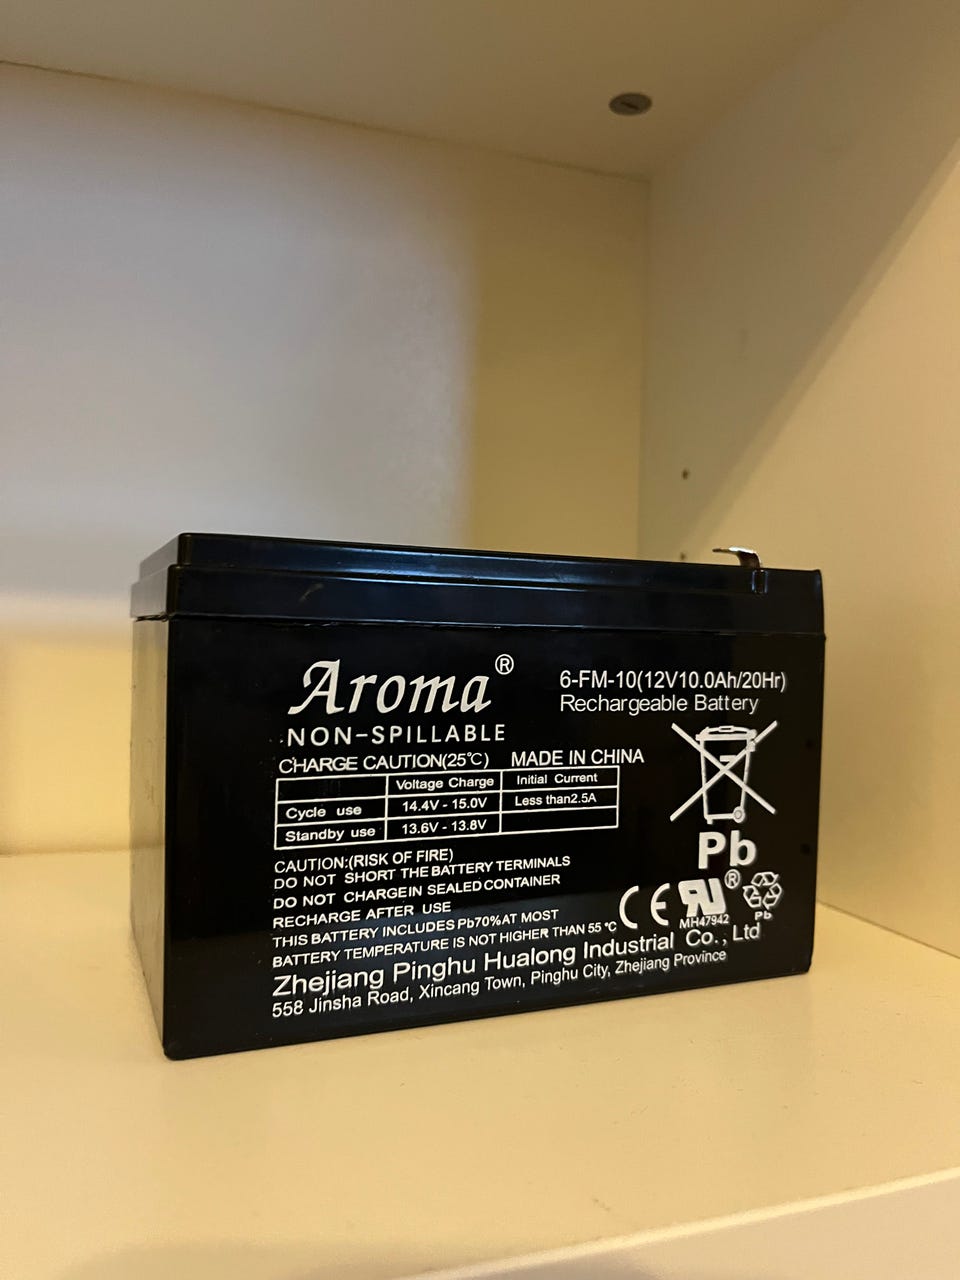 Aroma®
NON-SPILLABLE
6-FM-10(12V10.0Ah/20Hr)
Rechargeable Battery
CHARGE CAUTION(25℃) MADE IN CHINA
Voltage Charge Initial Current
Cycle use 14.4V - 15.0V Less than2.5A
Standby use 13.6V - 13.8V
CAUTION:(RISK OF FIRE)
DO NOT SHORT THE BATTERY TERMINALS
DO NOT CHARGEIN SEALED CONTAINER
RECHARGE AFTER USE
THIS BATTERY INCLUDES Pb70%AT MOST
BATTERY TEMPERATURE IS NOT HIGHER THAN 55 ℃
Pb
CE RU® 
MH47942
Pb
Zhejiang Pinghu Hualong Industrial Co., Ltd
558 Jinsha Road, Xincang Town, Pinghu City, Zhejiang Province